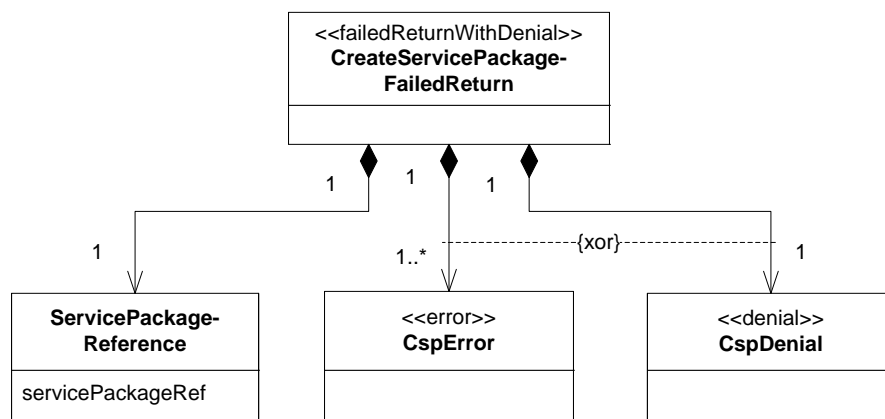 <<failedReturnWithDenial>>
CreateServicePackage-
FailedReturn
1
1
1
1
1..*
{xor}
1
ServicePackage-
Reference
servicePackageRef
<<error>>
CspError
<<denial>>
CspDenial